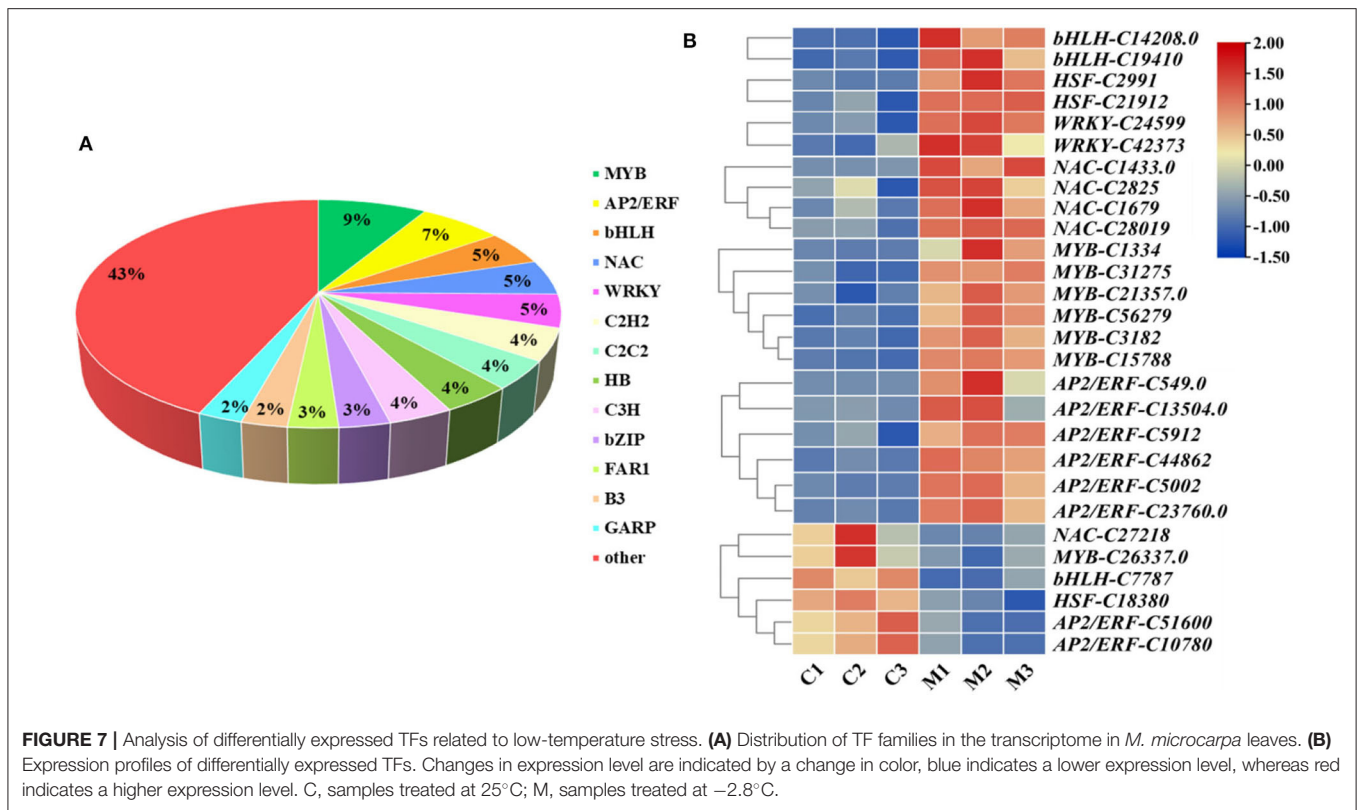 A
9%
7%
5%
5%
5%
4%
4%
4%
4%
3%
3%
2%
2%
43%
MYB
AP2/ERF
bHLH
NAC
WRKY
C2H2
C2C2
HB
C3H
bZIP
FAR1
B3
GARP
other
B
bHLH-C14208.0
bHLH-C19410
HSF-C2991
HSF-C21912
WRKY-C24599
WRKY-C42373
NAC-C1433.0
NAC-C2825
NAC-C1679
NAC-C28019
MYB-C1334
MYB-C31275
MYB-C21357.0
MYB-C56279
MYB-C3182
MYB-C15788
AP2/ERF-C549.0
AP2/ERF-C13504.0
AP2/ERF-C5912
AP2/ERF-C44862
AP2/ERF-C5002
AP2/ERF-C23760.0
NAC-C27218
MYB-C26337.0
bHLH-C7787
HSF-C18380
AP2/ERF-C51600
AP2/ERF-C10780
C1 C2 C3 M1 M2 M3
2.00
1.50
1.00
0.50
0.00
-0.50
-1.00
-1.50
FIGURE 7 | Analysis of differentially expressed TFs related to low-temperature stress. (A) Distribution of TF families in the transcriptome in M. microcarpa leaves. (B)
Expression profiles of differentially expressed TFs. Changes in expression level are indicated by a change in color, blue indicates a lower expression level, whereas red
indicates a higher expression level. C, samples treated at 25°C; M, samples treated at −2.8°C.